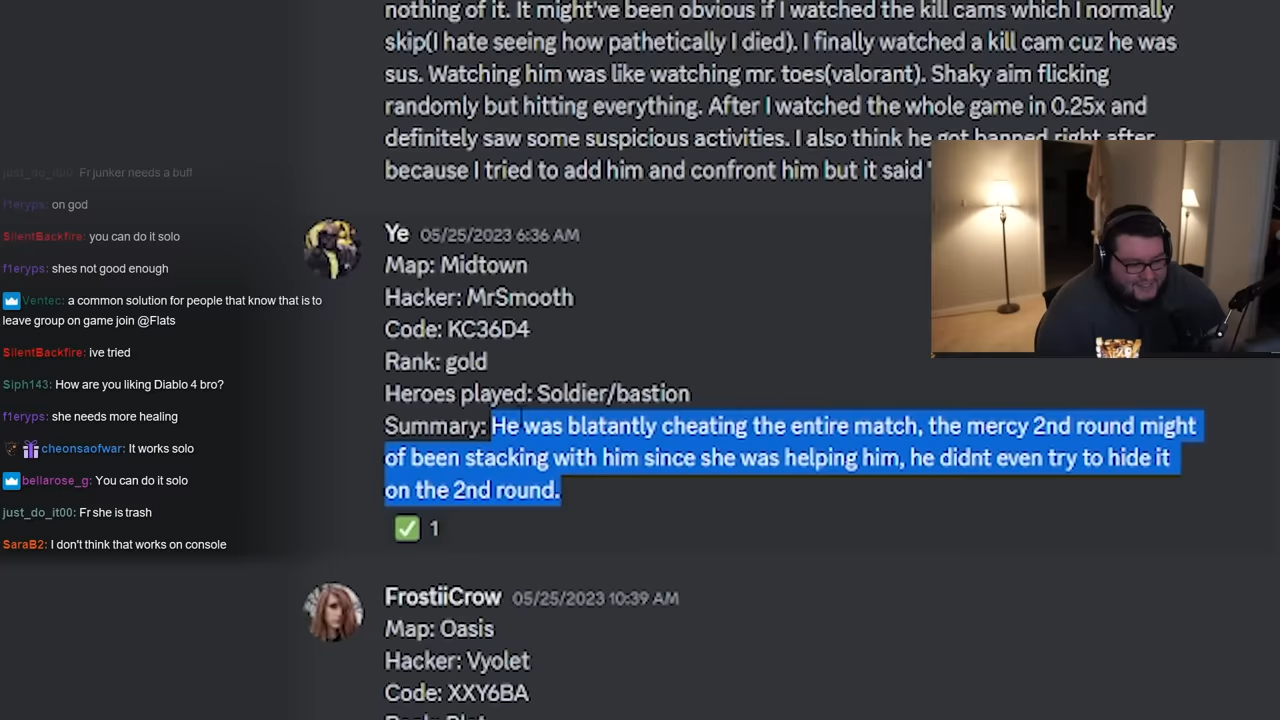 nothing of it. It might've been obvious if I watched the kill cams which I normally
skip(I hate seeing how pathetically I died). I finally watched a kill cam cuz he was
sus. Watching him was like watching mr. toes(valorant). Shaky aim flicking
randomly but hitting everything. After I watched the whole game in 0.25x and
definitely saw some suspicious activities. I also think he got banned right after
because I tried to add him and confront him but it said "
just_do_it00: Fr junker needs a buff
f1eryps: on god
SilentBackfire: you can do it solo
f1eryps: shes not good enough
Ventec: a common solution for people that know that is to
leave group on game join @Flats
SilentBackfire: ive tried
Siph143: How are you liking Diablo 4 bro?
f1eryps: she needs more healing
cheonsaofwar: It works solo
bellarose_g: You can do it solo
just_do_it00: Fr she is trash
SaraB2: I don't think that works on console
Ye 05/25/2023 6:36 AM
Map: Midtown
Hacker: MrSmooth
Code: KC36D4
Rank: gold
Heroes played: Soldier/bastion
Summary: He was blatantly cheating the entire match, the mercy 2nd round might
of been stacking with him since she was helping him, he didnt even try to hide it
on the 2nd round.
1
FrostiiCrow 05/25/2023 10:39 AM
Map: Oasis
Hacker: Vyolet
Code: XXY6BA